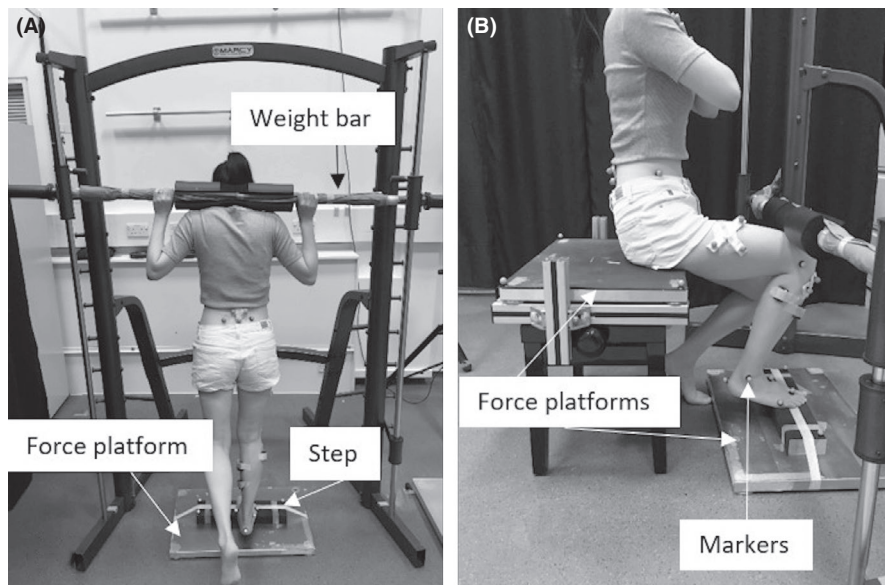 (A)
MARCY
Weight bar
Force platform
Step
(B)
Force platforms
Markers